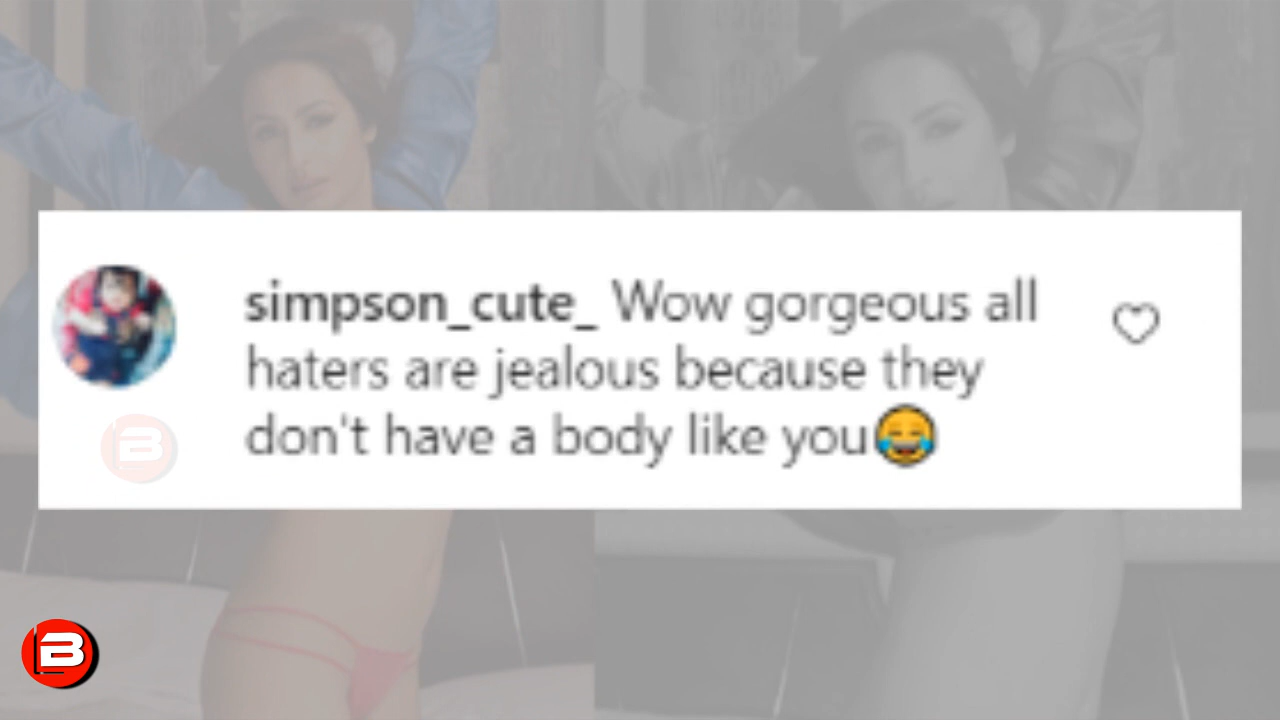 simpson_cute_ Wow gorgeous all
haters are jealous because they
don't have a body like you😂
B
B